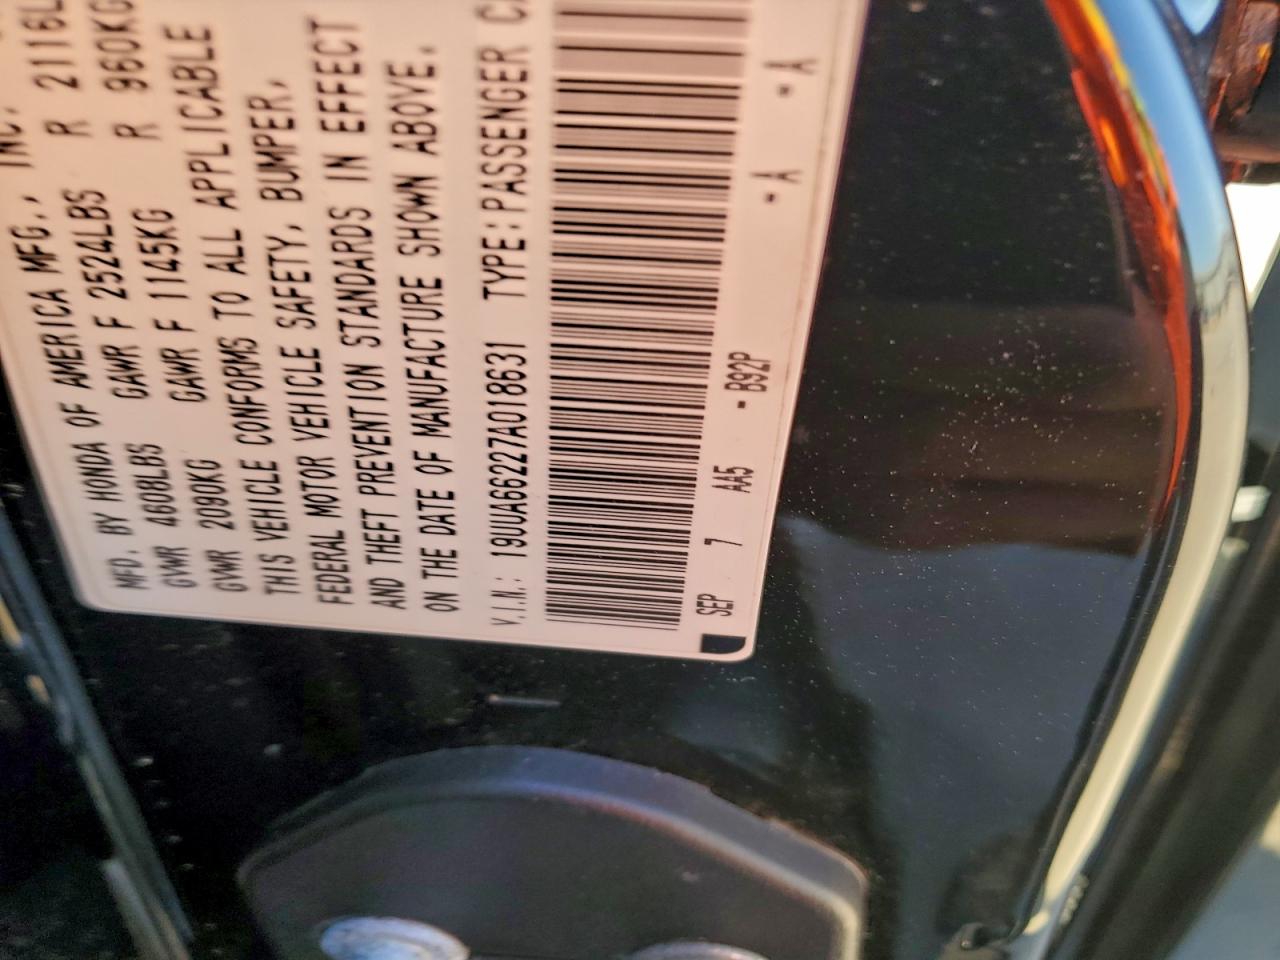 MFD. BY HONDA OF AMERICA MFG., INC.
GVWR 4608LBS GAWR F 2524LBS R 2116L
GVWR 2090KG GAWR F 1145KG R 960KG
THIS VEHICLE CONFORMS TO ALL APPLICABLE
FEDERAL MOTOR VEHICLE SAFETY, BUMPER,
AND THEFT PREVENTION STANDARDS IN EFFECT
ON THE DATE OF MANUFACTURE SHOWN ABOVE.
V.I.N.: 19UUA66227A018631 TYPE: PASSENGER CA
SEP 7 AA5 - B92P - A - A